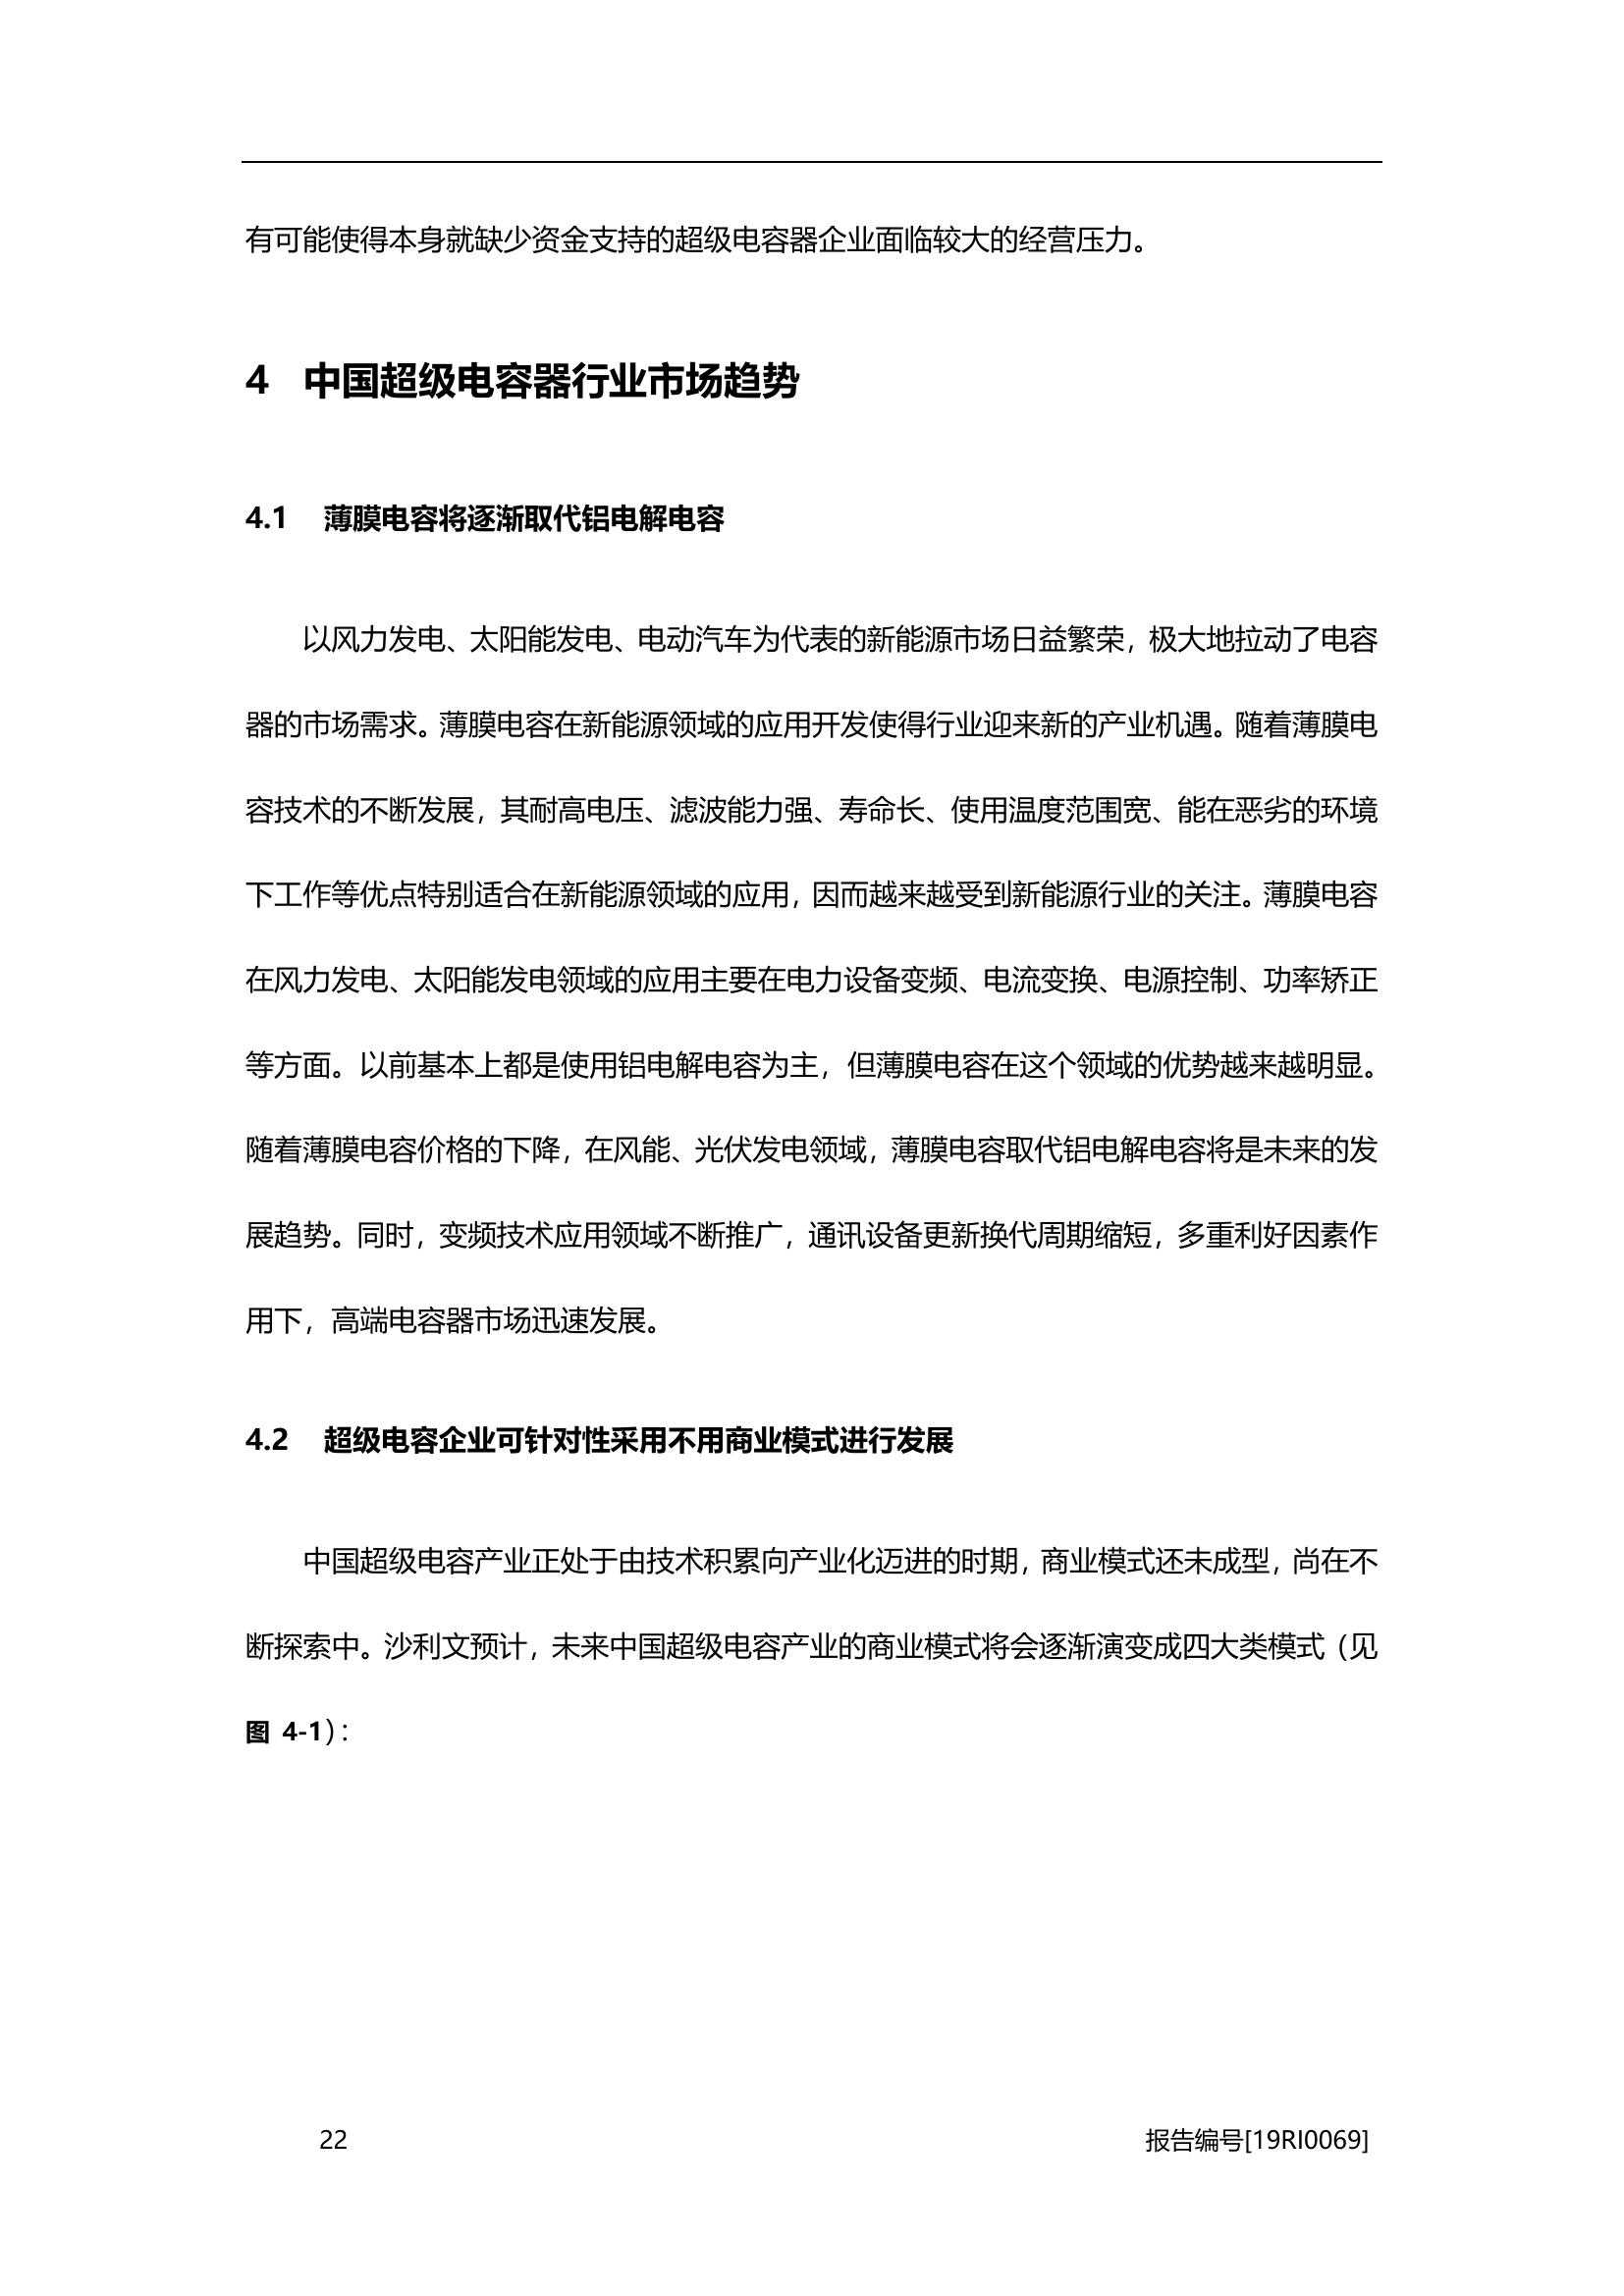 有可能使得本身就缺少资金支持的超级电容器企业面临较大的经营压力。
4 中国超级电容器行业市场趋势
4.1 薄膜电容将逐渐取代铝电解电容
以风力发电、太阳能发电、电动汽车为代表的新能源市场日益繁荣，极大地拉动了电容
器的市场需求。薄膜电容在新能源领域的应用开发使得行业迎来新的产业机遇。随着薄膜电
容技术的不断发展，其耐高电压、滤波能力强、寿命长、使用温度范围宽、能在恶劣的环境
下工作等优点特别适合在新能源领域的应用，因而越来越受到新能源行业的关注。薄膜电容
在风力发电、太阳能发电领域的应用主要在电力设备变频、电流变换、电源控制、功率矫正
等方面。以前基本上都是使用铝电解电容为主，但薄膜电容在这个领域的优势越来越明显。
随着薄膜电容价格的下降，在风能、光伏发电领域，薄膜电容取代铝电解电容将是未来的发
展趋势。同时，变频技术应用领域不断推广，通讯设备更新换代周期缩短，多重利好因素作
用下，高端电容器市场迅速发展。
4.2 超级电容企业可针对性采用不用商业模式进行发展
中国超级电容产业正处于由技术积累向产业化迈进的时期，商业模式还未成型，尚在不
断探索中。沙利文预计，未来中国超级电容产业的商业模式将会逐渐演变成四大类模式（见
图 4-1）：
22 报告编号[19RI0069]